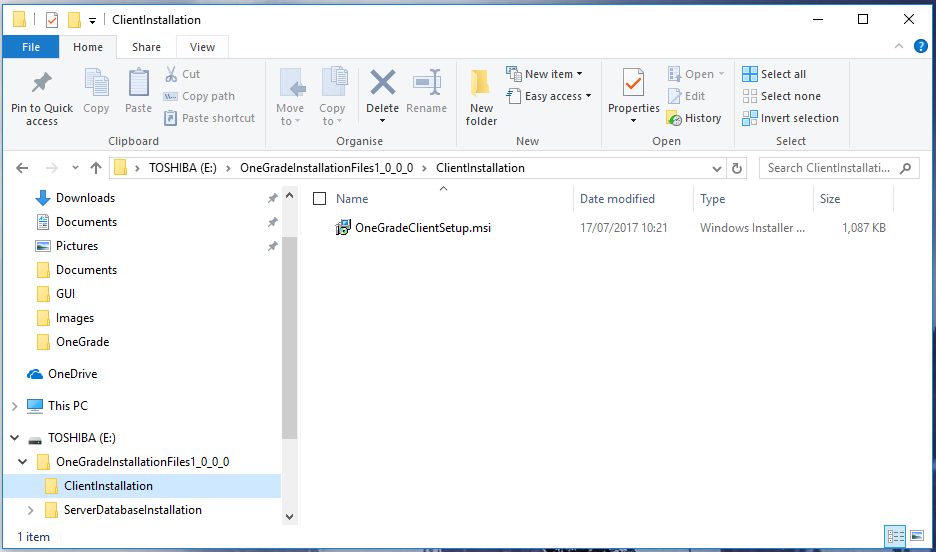 ClientInstallation
File Home Share View
Pin to Quick access
Copy
Paste
Cut
Copy path
Paste shortcut
Clipboard
Move to
Copy to
Delete
Rename
Organise
New folder
New item
Easy access
New
Properties
Open
Edit
History
Open
Select all
Select none
Invert selection
Select
TOSHIBA (E:) OneGradeInstallationFiles1_0_0_0 ClientInstallation
Search ClientInstallati...
Downloads
Documents
Pictures
Documents
GUI
Images
OneGrade
OneDrive
This PC
TOSHIBA (E:)
OneGradeInstallationFiles1_0_0_0
ClientInstallation
ServerDatabaseInstallation
Name Date modified Type Size
OneGradeClientSetup.msi 17/07/2017 10:21 Windows Installer ... 1,087 KB
1 item